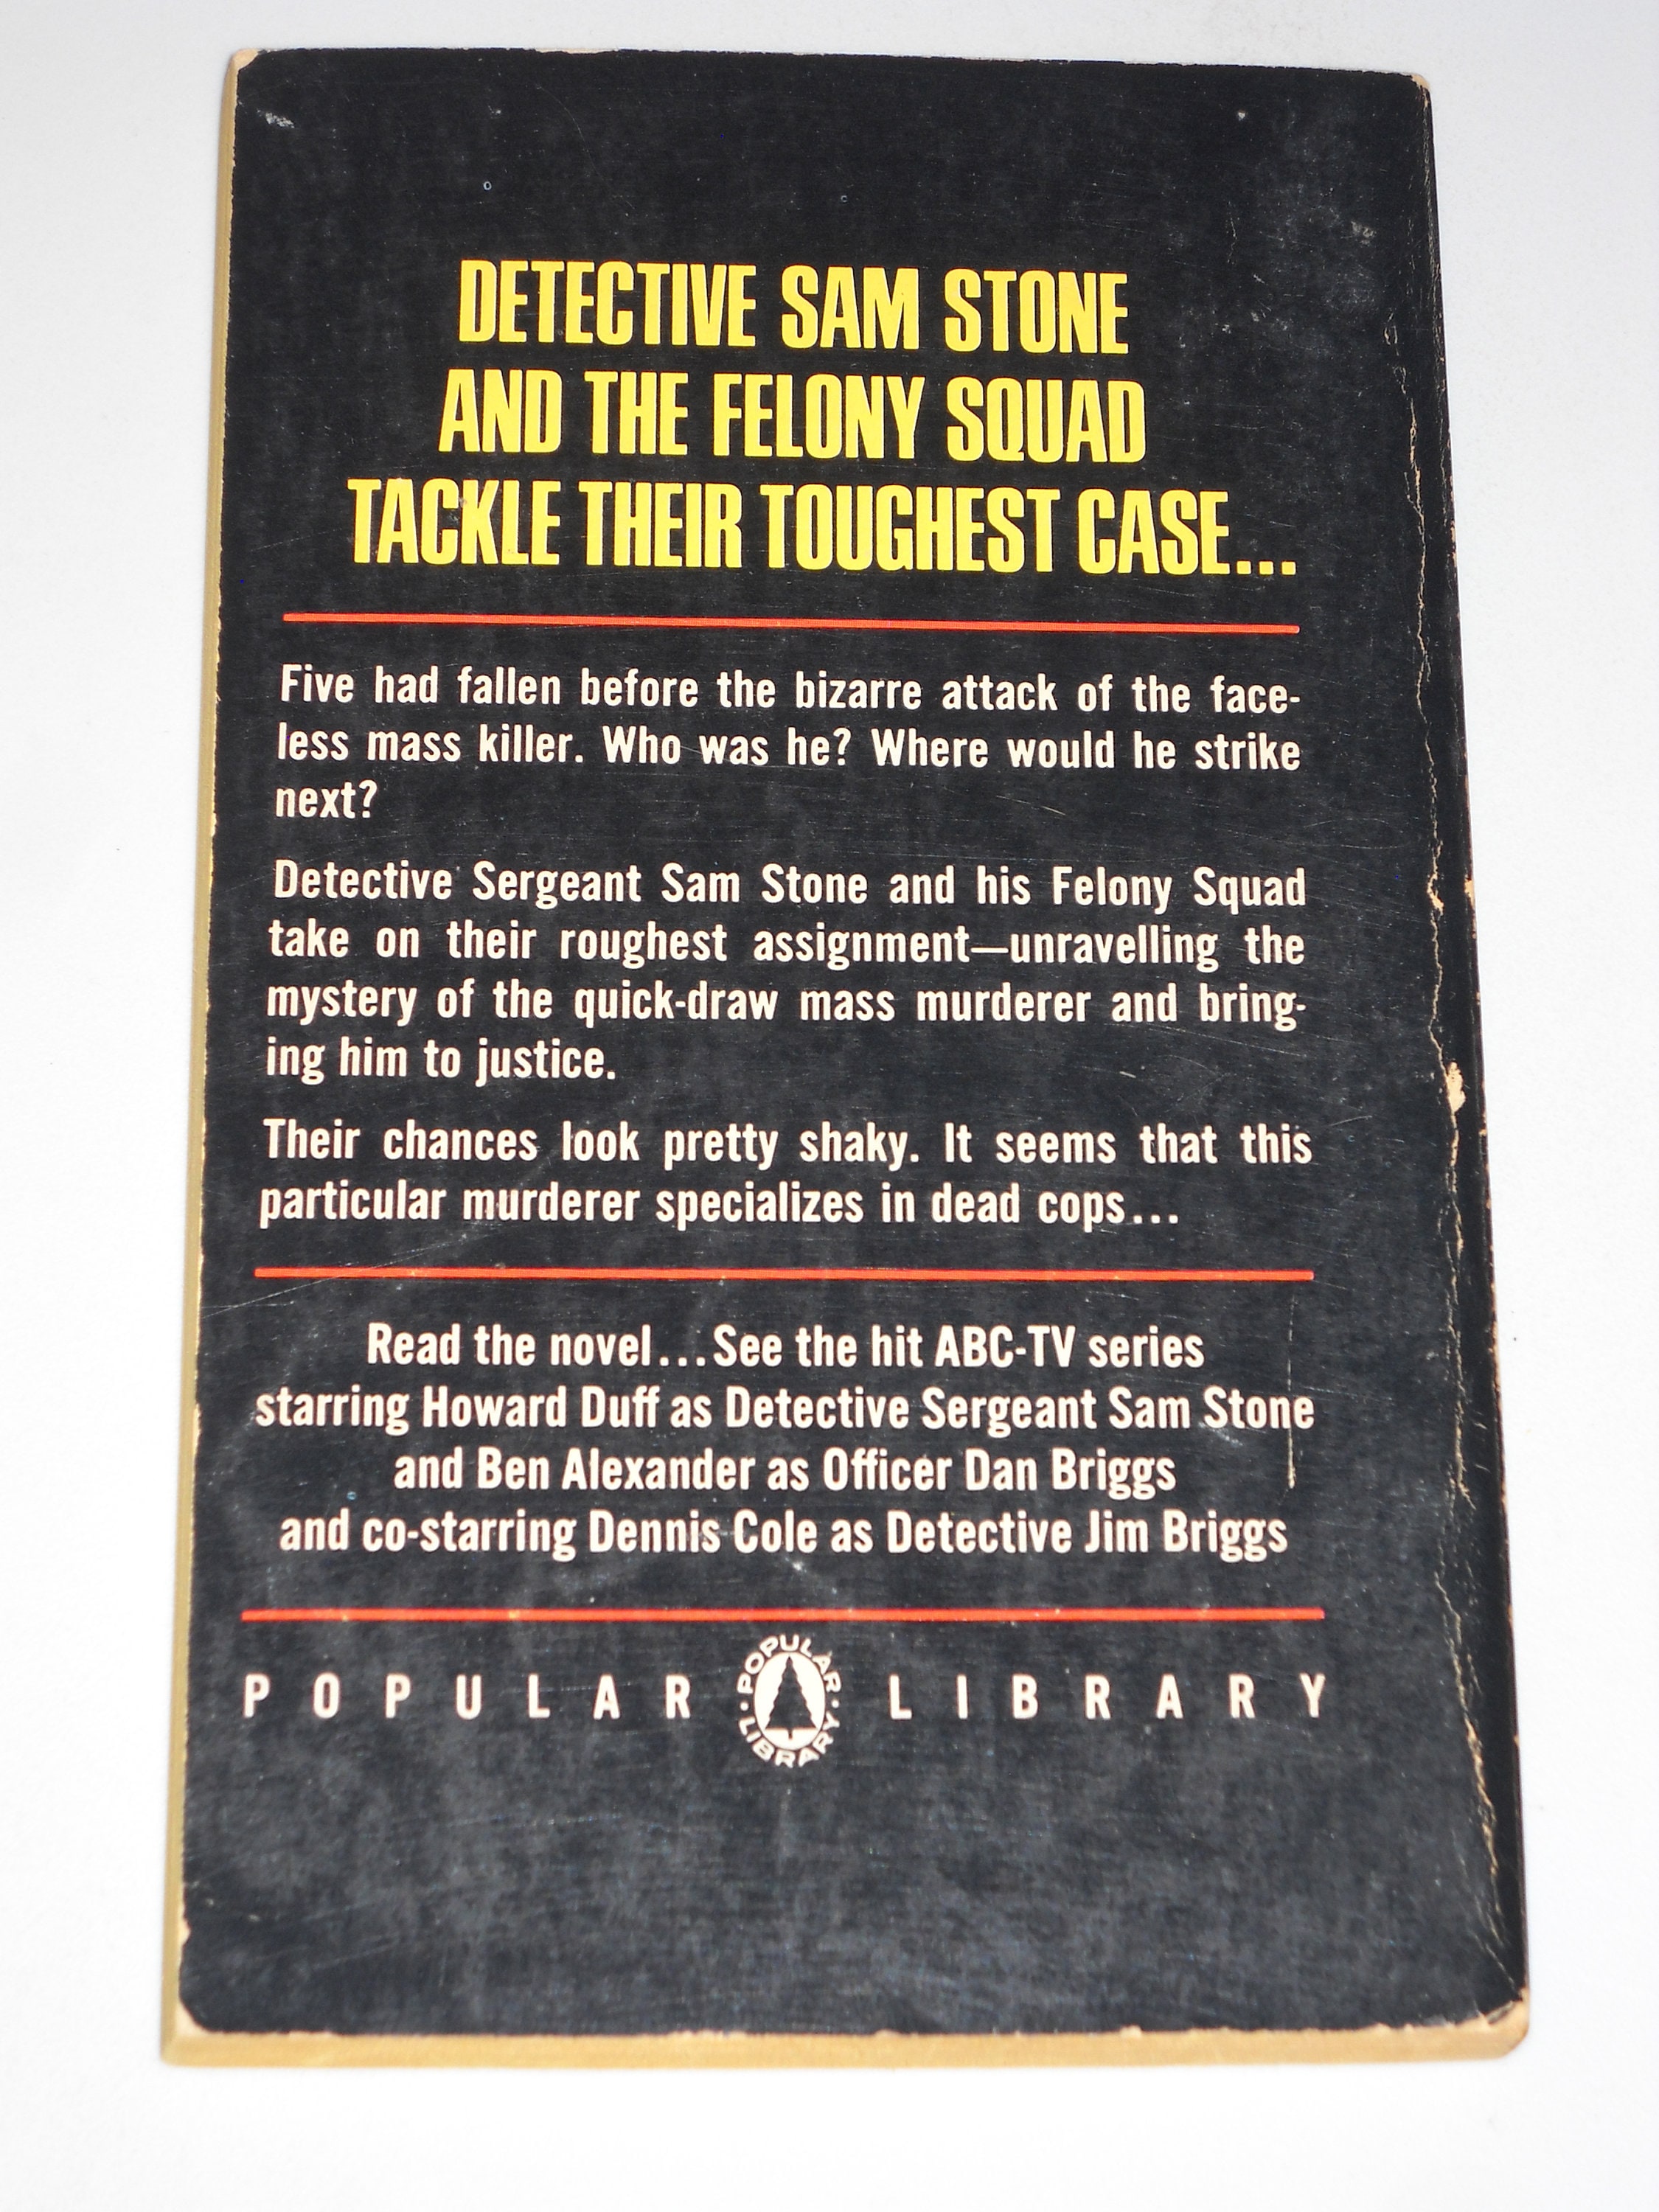 DETECTIVE SAM STONE
AND THE FELONY SQUAD
TACKLE THEIR TOUGHEST CASE...
Five had fallen before the bizarre attack of the face-
less mass killer. Who was he? Where would he strike
next?
Detective Sergeant Sam Stone and his Felony Squad
take on their roughest assignment—unravelling the
mystery of the quick-draw mass murderer and bring-
ing him to justice.
Their chances look pretty shaky. It seems that this
particular murderer specializes in dead cops...
Read the novel...See the hit ABC-TV series
starring Howard Duff as Detective Sergeant Sam Stone
and Ben Alexander as Officer Dan Briggs
and co-starring Dennis Cole as Detective Jim Briggs
POPULAR LIBRARY
POPULAR · LIBRARY ·